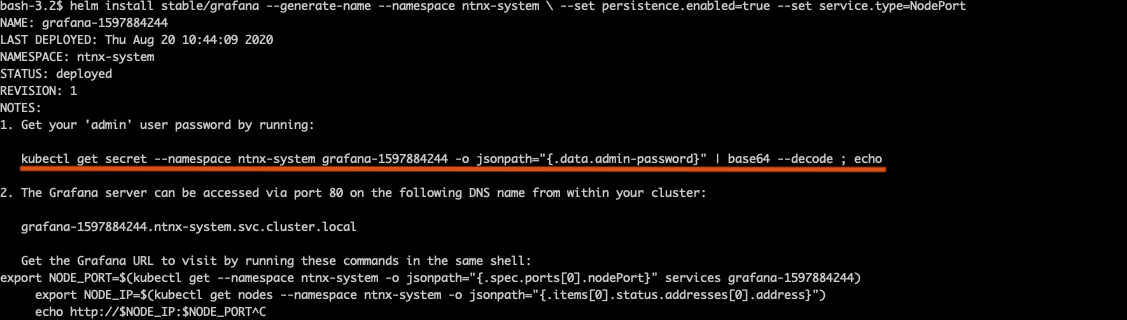 bash-3.2$ helm install stable/grafana --generate-name --namespace ntnx-system \ --set persistence.enabled=true --set service.type=NodePort
NAME: grafana-1597884244
LAST DEPLOYED: Thu Aug 20 10:44:09 2020
NAMESPACE: ntnx-system
STATUS: deployed
REVISION: 1
NOTES:
1. Get your 'admin' user password by running:
kubectl get secret --namespace ntnx-system grafana-1597884244 -o jsonpath="{.data.admin-password}" | base64 --decode ; echo
2. The Grafana server can be accessed via port 80 on the following DNS name from within your cluster:
grafana-1597884244.ntnx-system.svc.cluster.local
Get the Grafana URL to visit by running these commands in the same shell:
export NODE_PORT=$(kubectl get --namespace ntnx-system -o jsonpath="{.spec.ports[0].nodePort}" services grafana-1597884244)
export NODE_IP=$(kubectl get nodes --namespace ntnx-system -o jsonpath="{.items[0].status.addresses[0].address}")
echo http://$NODE_IP:$NODE_PORT^C